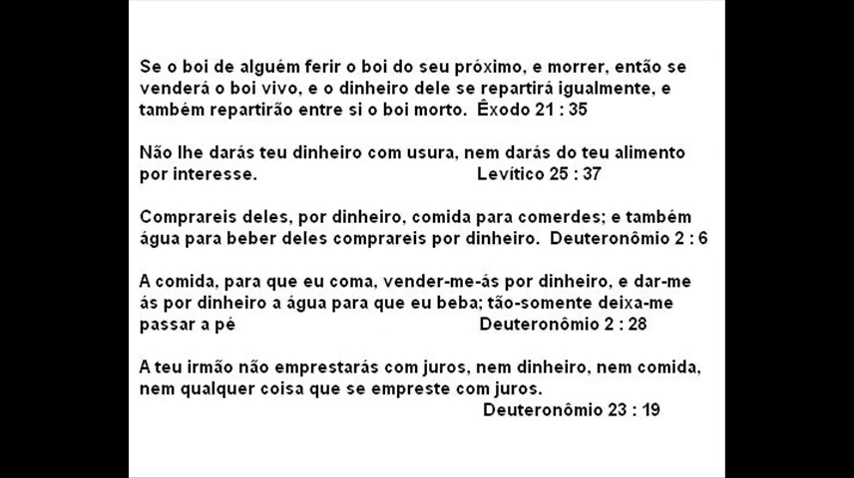 Se o boi de alguém ferir o boi do seu próximo, e morrer, então se
venderá o boi vivo, e o dinheiro dele se repartirá igualmente, e
também repartirão entre si o boi morto. Êxodo 21 : 35
Não lhe darás teu dinheiro com usura, nem darás do teu alimento
por interesse. Levítico 25 : 37
Comprareis deles, por dinheiro, comida para comerdes; e também
água para beber deles comprareis por dinheiro. Deuteronômio 2 : 6
A comida, para que eu coma, vender-me-ás por dinheiro, e dar-me
ás por dinheiro a água para que eu beba; tão-somente deixa-me
passar a pé Deuteronômio 2 : 28
A teu irmão não emprestarás com juros, nem dinheiro, nem comida,
nem qualquer coisa que se empreste com juros.
Deuteronômio 23 : 19